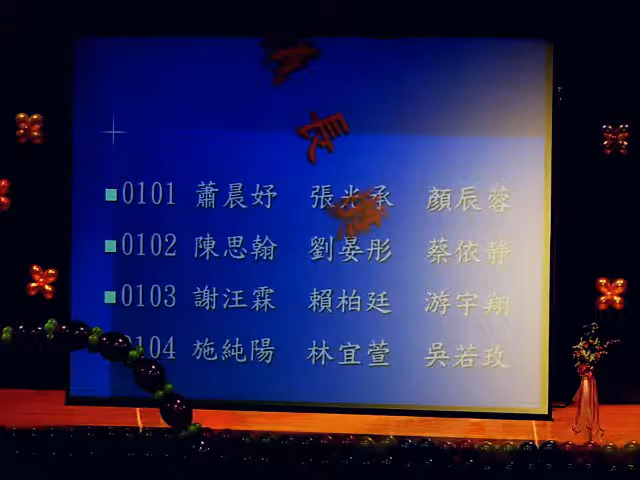 長
0101 蕭晨妤 張光承 顏辰蓉
0102 陳思翰 劉晏彤 蔡依靜
0103 謝汪霖 賴柏廷 游宇翔
0104 施純陽 林宜萱 吳若玫